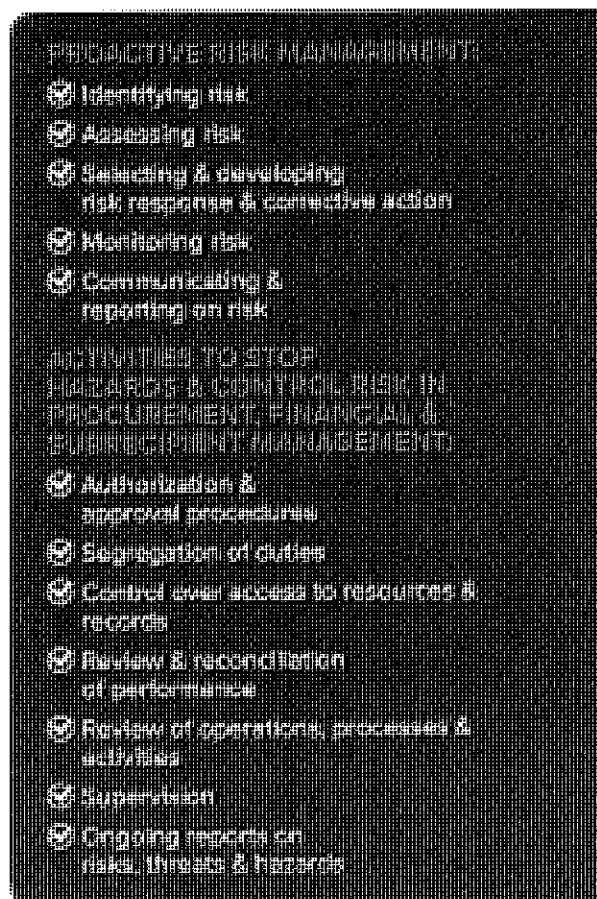 PROACTIVE RISK MANAGEMENT:
Identifying risk
Assessing risk
Selecting & developing
risk response & corrective action
Monitoring risk
Communicating &
reporting on risk
ACTIVITIES TO STOP
HAZARDS & CONTROL RISK IN
PROCUREMENT, FINANCIAL &
SUBRECIPIENT MANAGEMENT:
Authorization &
approval procedures
Segregation of duties
Control over access to resources &
records
Review & reconciliation
of performance
Review of operations, processes &
activities
Supervision
Ongoing reports on
risks, threats & hazards